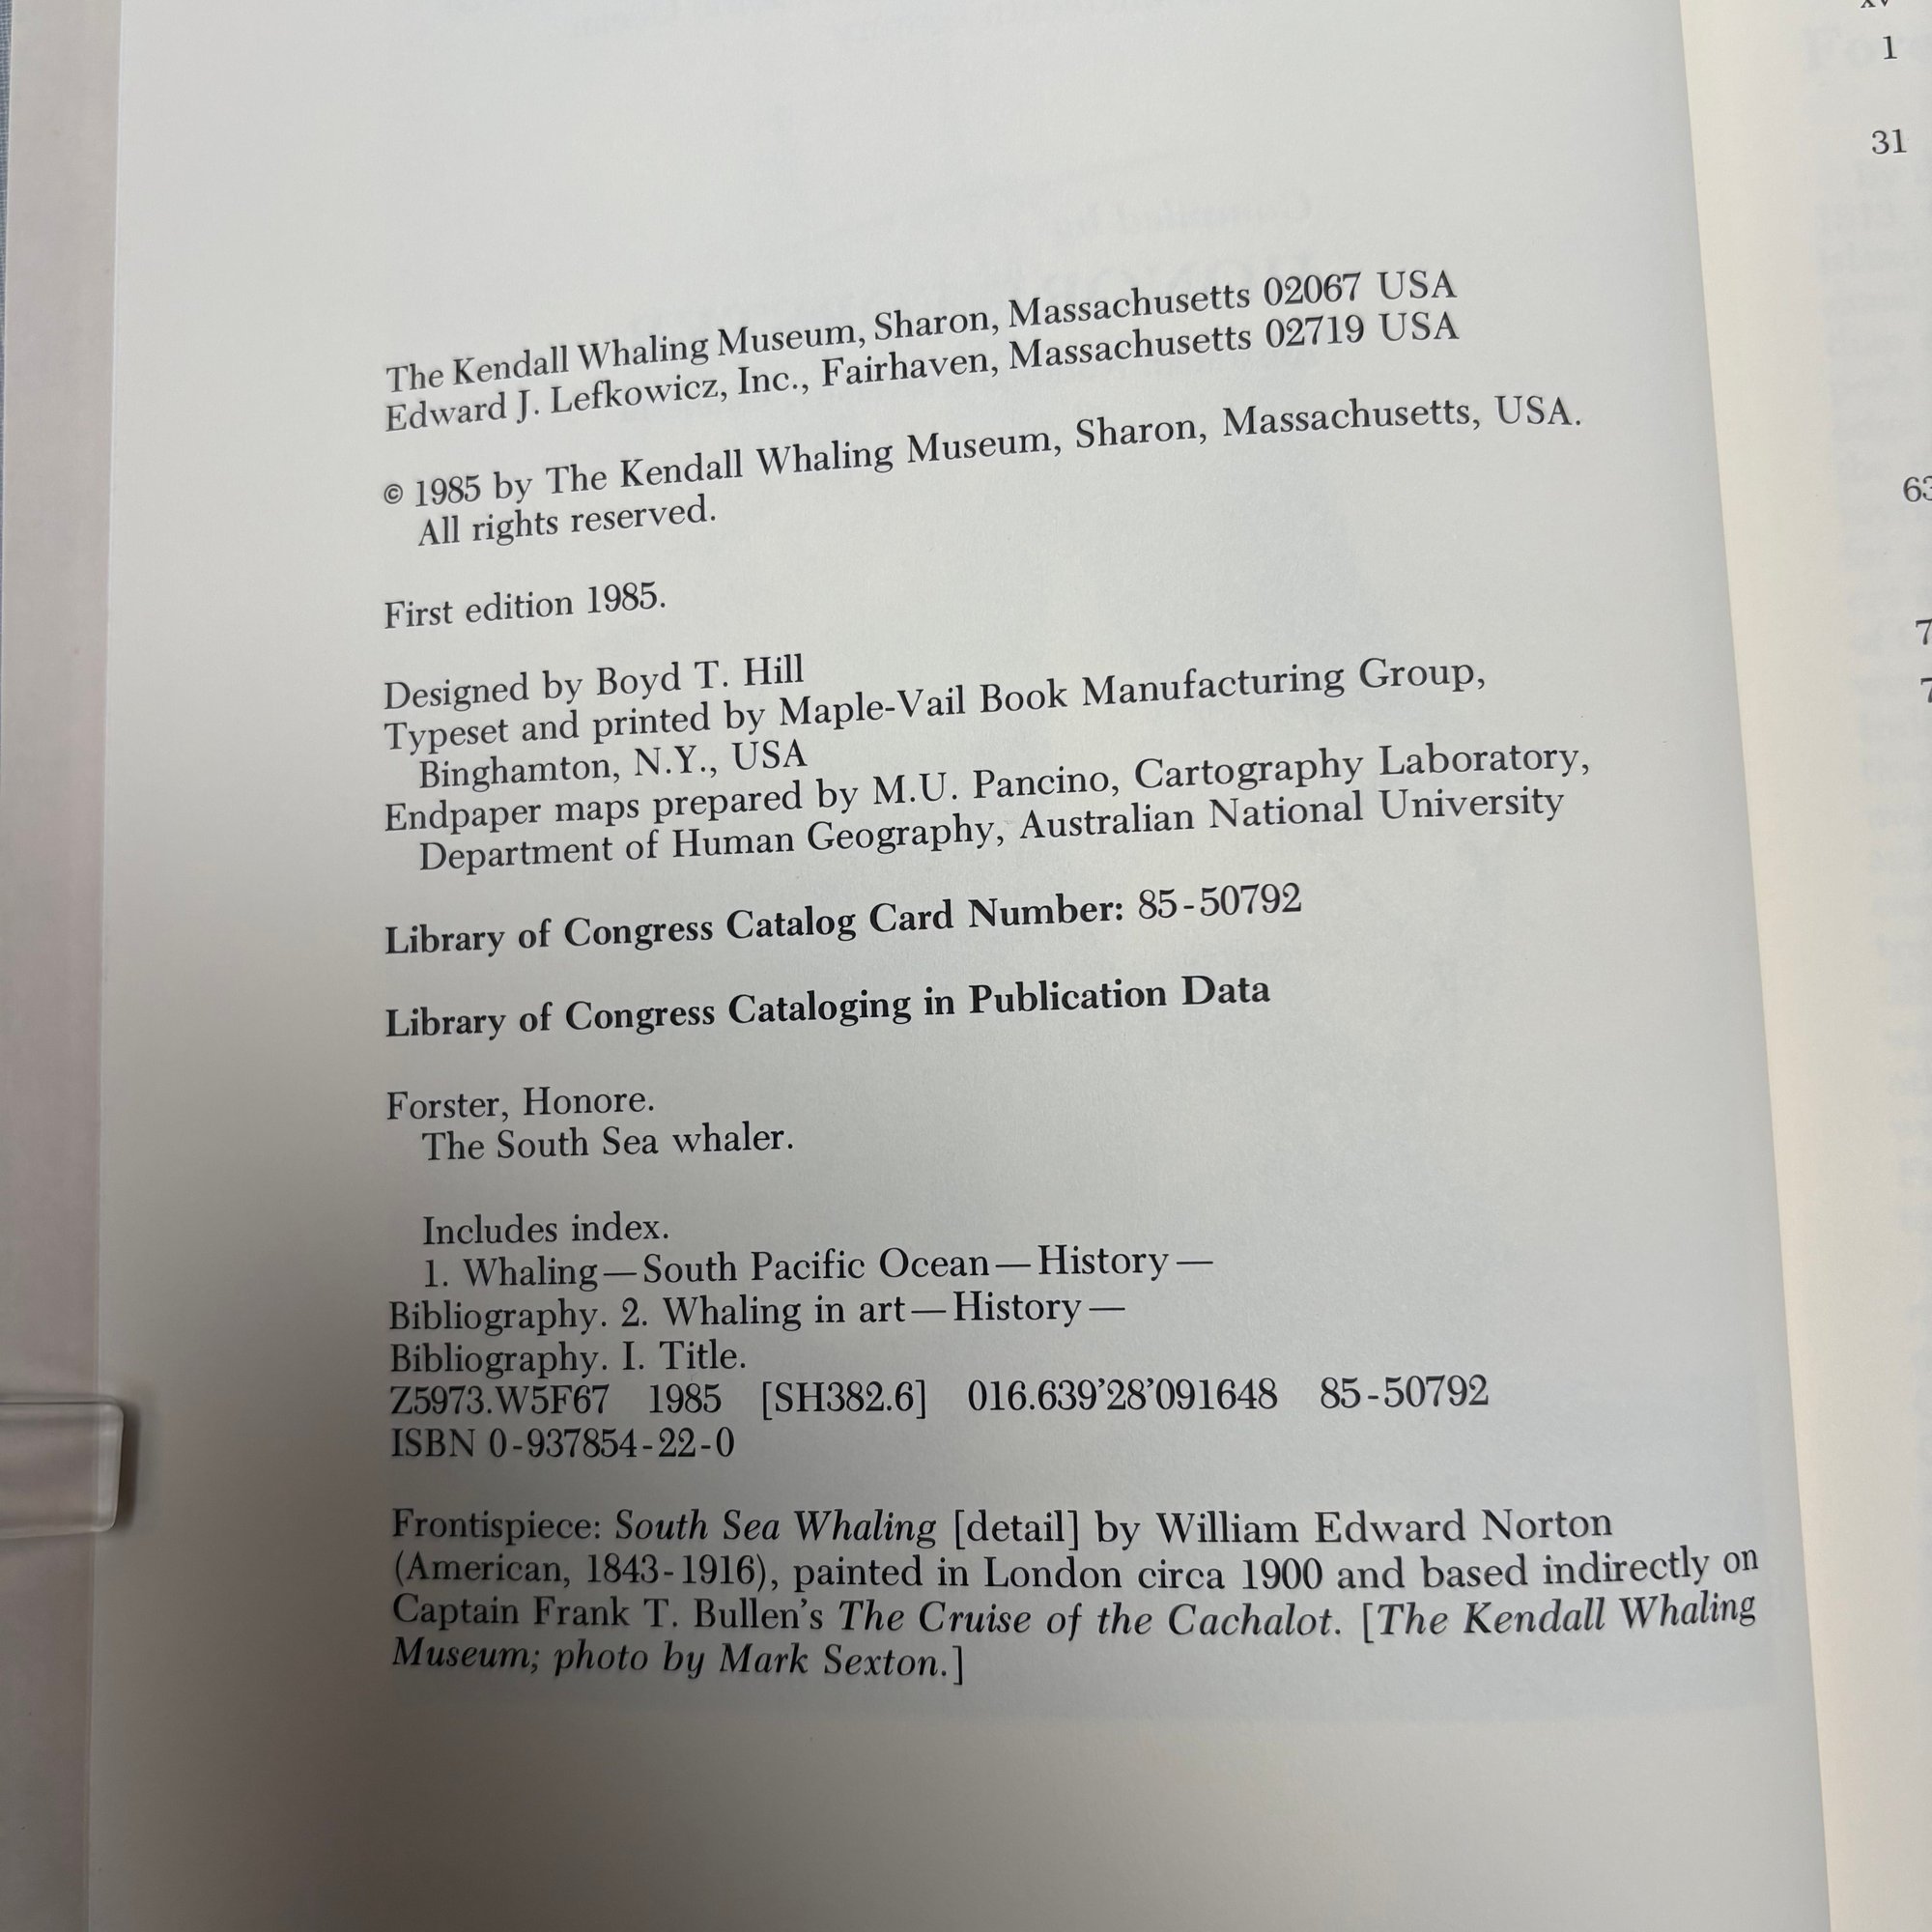 The Kendall Whaling Museum, Sharon, Massachusetts 02067 USA
Edward J. Lefkowicz, Inc., Fairhaven, Massachusetts 02719 USA
© 1985 by The Kendall Whaling Museum, Sharon, Massachusetts, USA.
All rights reserved.
First edition 1985.
Designed by Boyd T. Hill
Typeset and printed by Maple-Vail Book Manufacturing Group,
Binghamton, N.Y., USA
Endpaper maps prepared by M.U. Pancino, Cartography Laboratory,
Department of Human Geography, Australian National University
Library of Congress Catalog Card Number: 85-50792
Library of Congress Cataloging in Publication Data
Forster, Honore.
The South Sea whaler.
Includes index.
1. Whaling—South Pacific Ocean—History—
Bibliography. 2. Whaling in art—History—
Bibliography. I. Title.
Z5973.W5F67 1985 [SH382.6] 016.639’28’091648 85-50792
ISBN 0-937854-22-0
Frontispiece: South Sea Whaling [detail] by William Edward Norton
(American, 1843-1916), painted in London circa 1900 and based indirectly on
Captain Frank T. Bullen’s The Cruise of the Cachalot. [The Kendall Whaling
Museum; photo by Mark Sexton.]
1
31
63
7
7